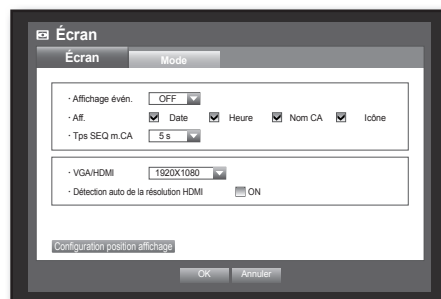 Écran
Écran Mode
· Affichage évén. OFF
· Aff. Date Heure Nom CA Icône
· Tps SEQ m.CA 5 s
· VGA/HDMI 1920X1080
· Détection auto de la résolution HDMI ON
Configuration position affichage
OK Annuler